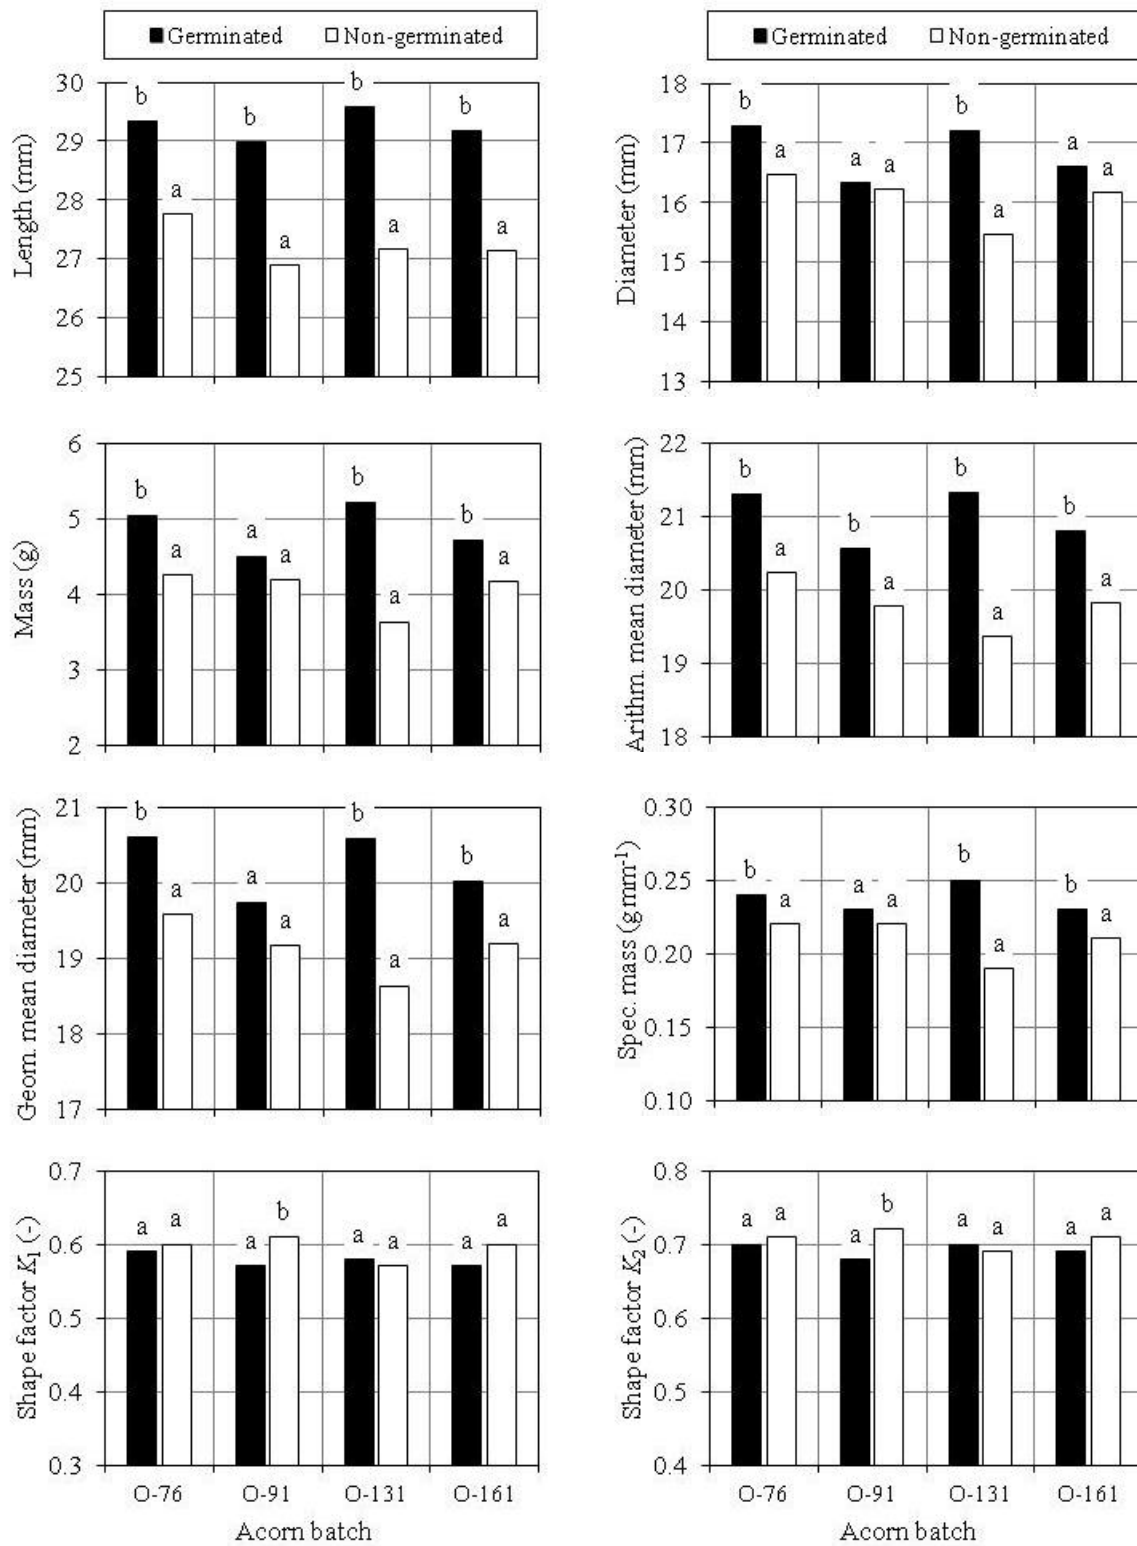 Germinated Non-germinated
Length (mm)
30
29
28
27
26
25
b a b a b a b a
Germinated Non-germinated
Diameter (mm)
18
17
16
15
14
13
b a a a b a a a
Mass (g)
6
5
4
3
2
b a a a b a b a
Arithm. mean diameter (mm)
22
21
20
19
18
b a b a b a b a
Geom. mean diameter (mm)
21
20
19
18
17
b a a a b a b a
Spec. mass (g mm-1)
0.30
0.25
0.20
0.15
0.10
b a a a b a b a
Shape factor K1 (-)
0.7
0.6
0.5
0.4
0.3
a a a b a a a a
O-76 O-91 O-131 O-161
Acorn batch
Shape factor K2 (-)
0.8
0.7
0.6
0.5
0.4
a a a b a a a a
O-76 O-91 O-131 O-161
Acorn batch